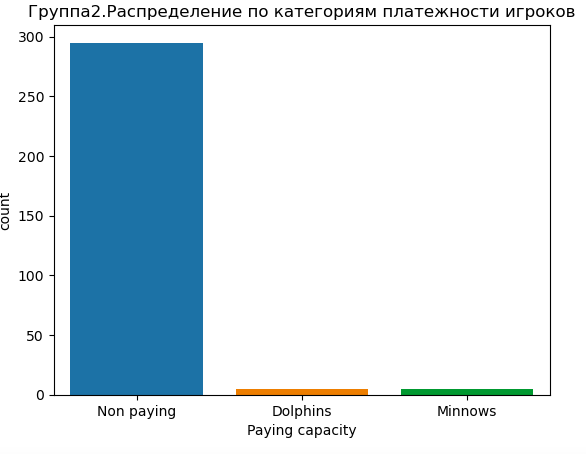 Группа2.Распределение по категориям платежности игроков
300
250
200
150
100
50
0
count
Non paying
Dolphins
Minnows
Paying capacity